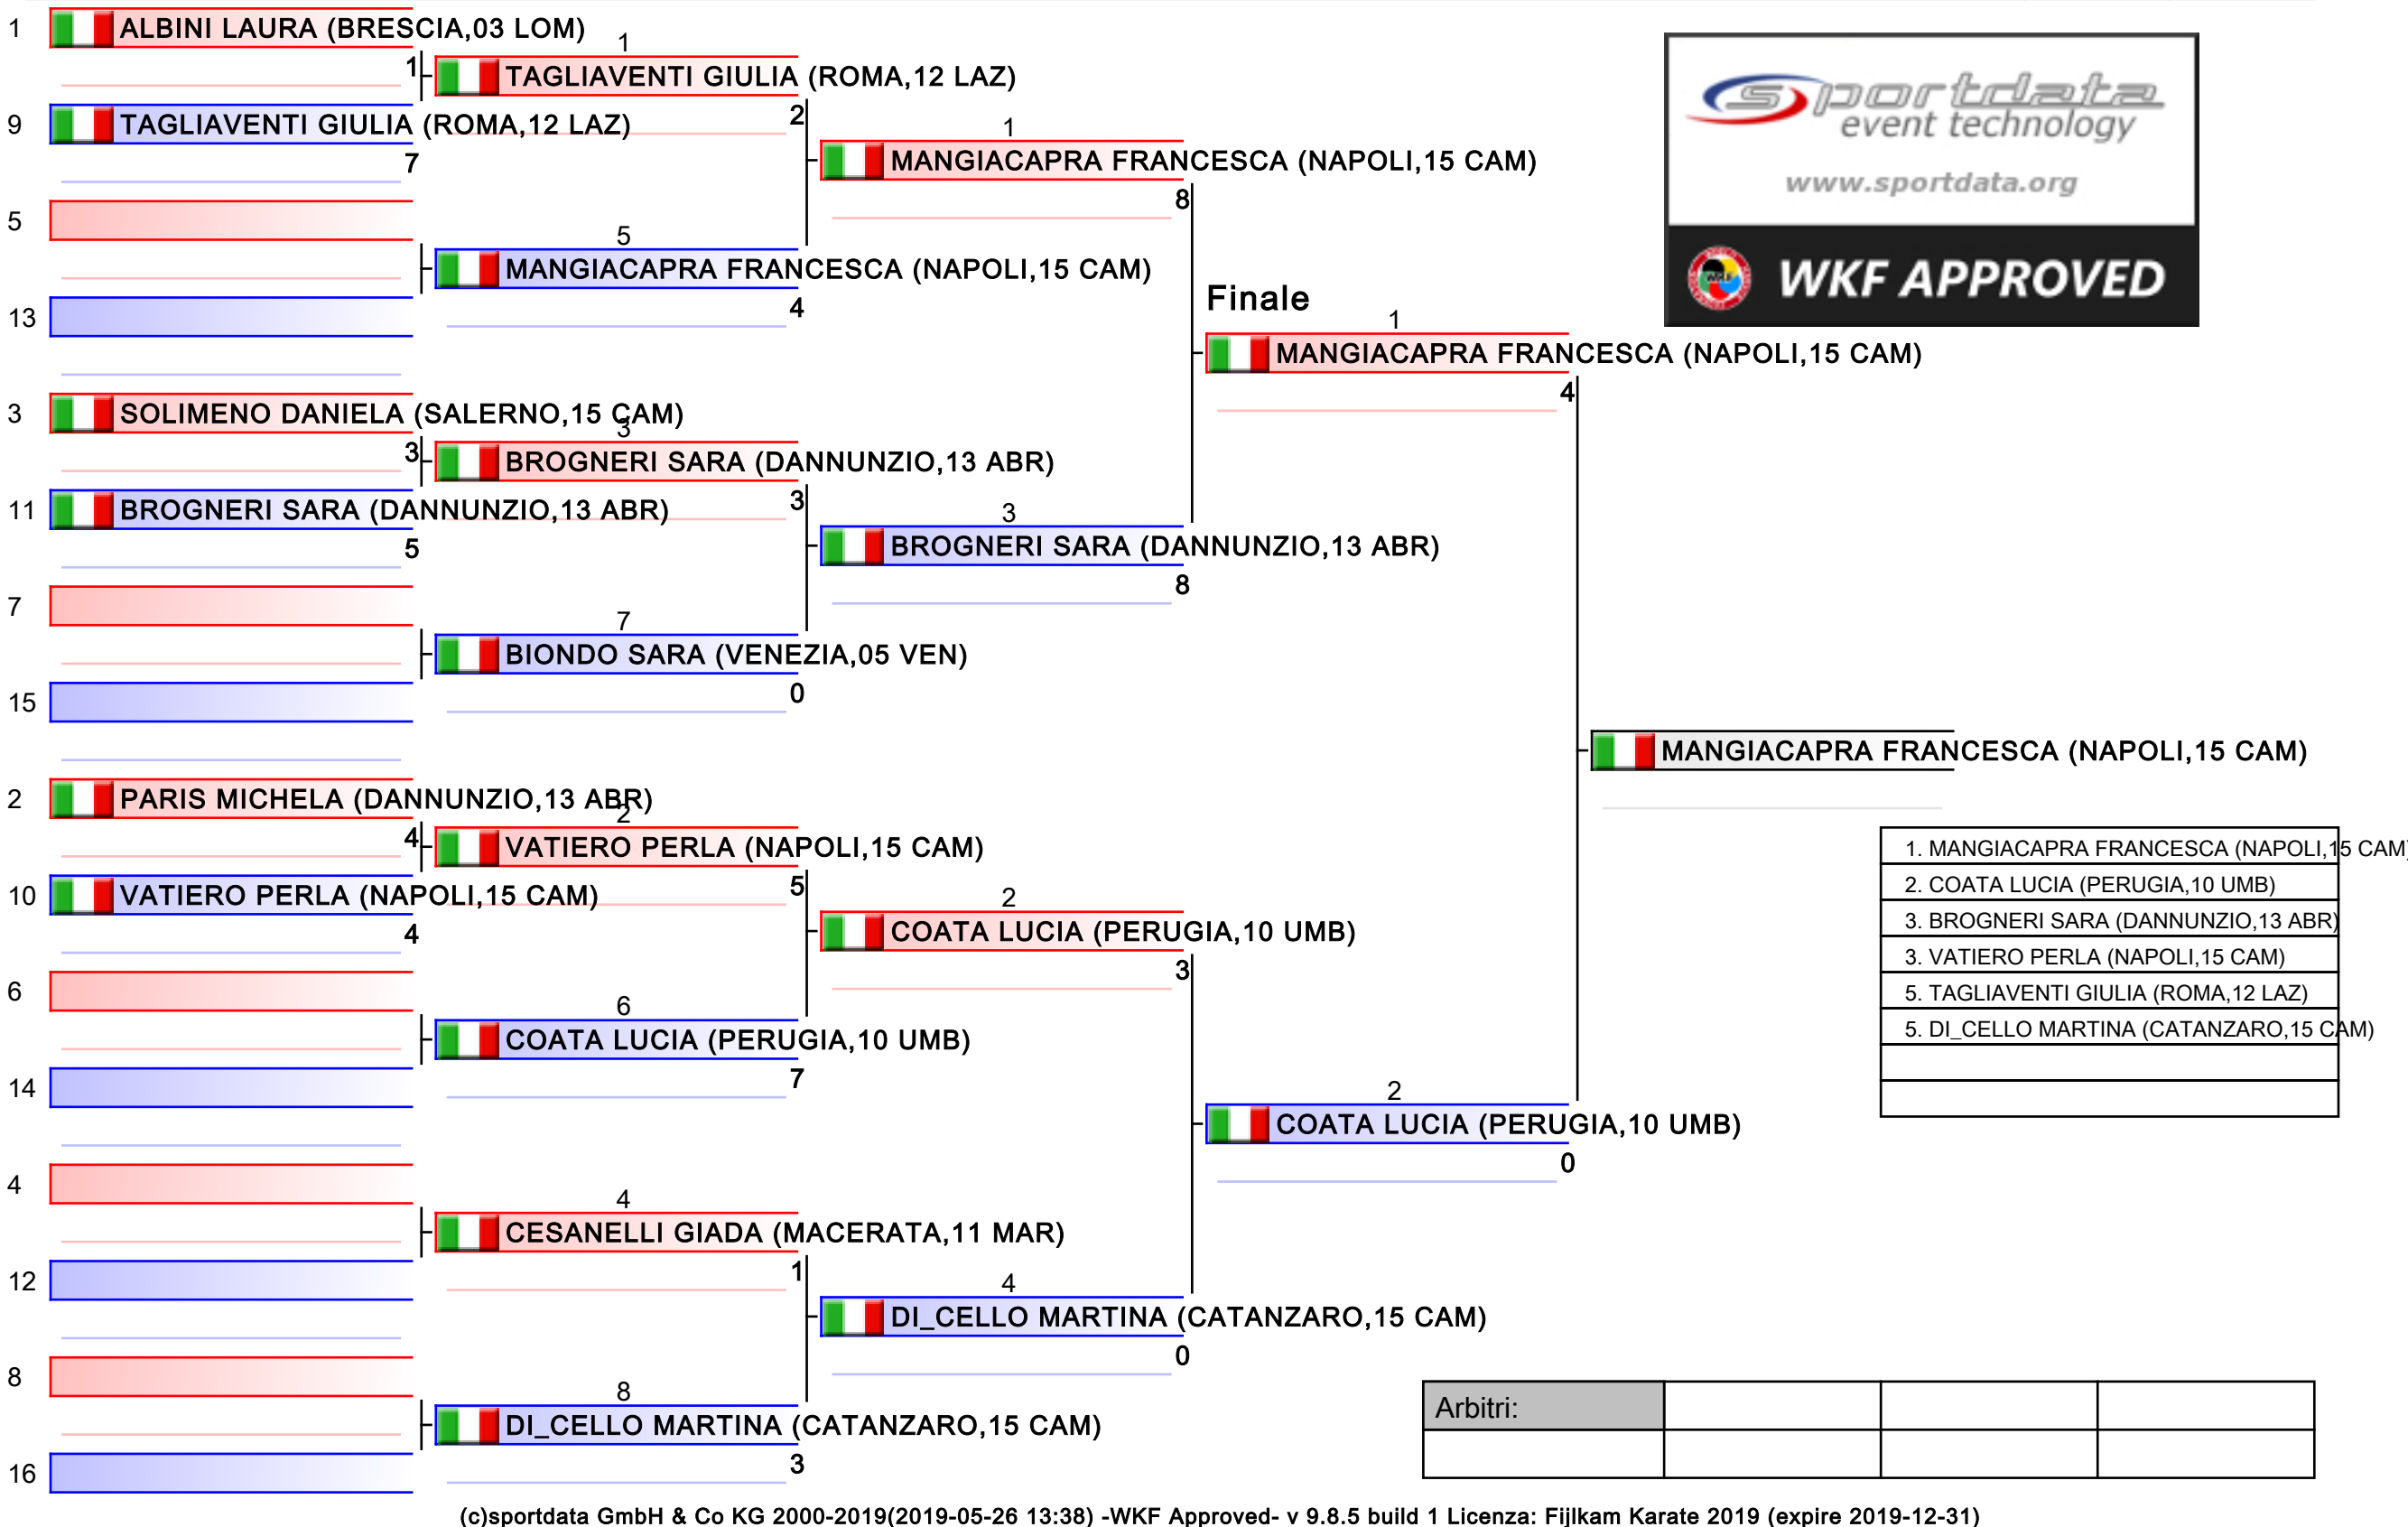 1 ALBINI LAURA (BRESCIA,03 LOM)
1
9 TAGLIAVENTI GIULIA (ROMA,12 LAZ)
7
5
13
3 SOLIMENO DANIELA (SALERNO,15 CAM)
3
11 BROGNERI SARA (DANNUNZIO,13 ABR)
5
7
15
2 PARIS MICHELA (DANNUNZIO,13 ABR)
4
10 VATIERO PERLA (NAPOLI,15 CAM)
4
6
14
4
12
8
16
1
TAGLIAVENTI GIULIA (ROMA,12 LAZ)
2
5
MANGIACAPRA FRANCESCA (NAPOLI,15 CAM)
4
3
BROGNERI SARA (DANNUNZIO,13 ABR)
3
7
BIONDO SARA (VENEZIA,05 VEN)
0
2
VATIERO PERLA (NAPOLI,15 CAM)
5
6
COATA LUCIA (PERUGIA,10 UMB)
7
4
CESANELLI GIADA (MACERATA,11 MAR)
1
8
DI_CELLO MARTINA (CATANZARO,15 CAM)
3
1
MANGIACAPRA FRANCESCA (NAPOLI,15 CAM)
8
3
BROGNERI SARA (DANNUNZIO,13 ABR)
8
2
COATA LUCIA (PERUGIA,10 UMB)
3
4
DI_CELLO MARTINA (CATANZARO,15 CAM)
0
Finale
1
MANGIACAPRA FRANCESCA (NAPOLI,15 CAM)
4
2
COATA LUCIA (PERUGIA,10 UMB)
0
MANGIACAPRA FRANCESCA (NAPOLI,15 CAM)
sportdata
event technology
www.sportdata.org
WKF
WKF APPROVED
1. MANGIACAPRA FRANCESCA (NAPOLI,15 CAM)
2. COATA LUCIA (PERUGIA,10 UMB)
3. BROGNERI SARA (DANNUNZIO,13 ABR)
3. VATIERO PERLA (NAPOLI,15 CAM)
5. TAGLIAVENTI GIULIA (ROMA,12 LAZ)
5. DI_CELLO MARTINA (CATANZARO,15 CAM)
Arbitri:
(c)sportdata GmbH & Co KG 2000-2019(2019-05-26 13:38) -WKF Approved- v 9.8.5 build 1 Licenza: Fijlkam Karate 2019 (expire 2019-12-31)